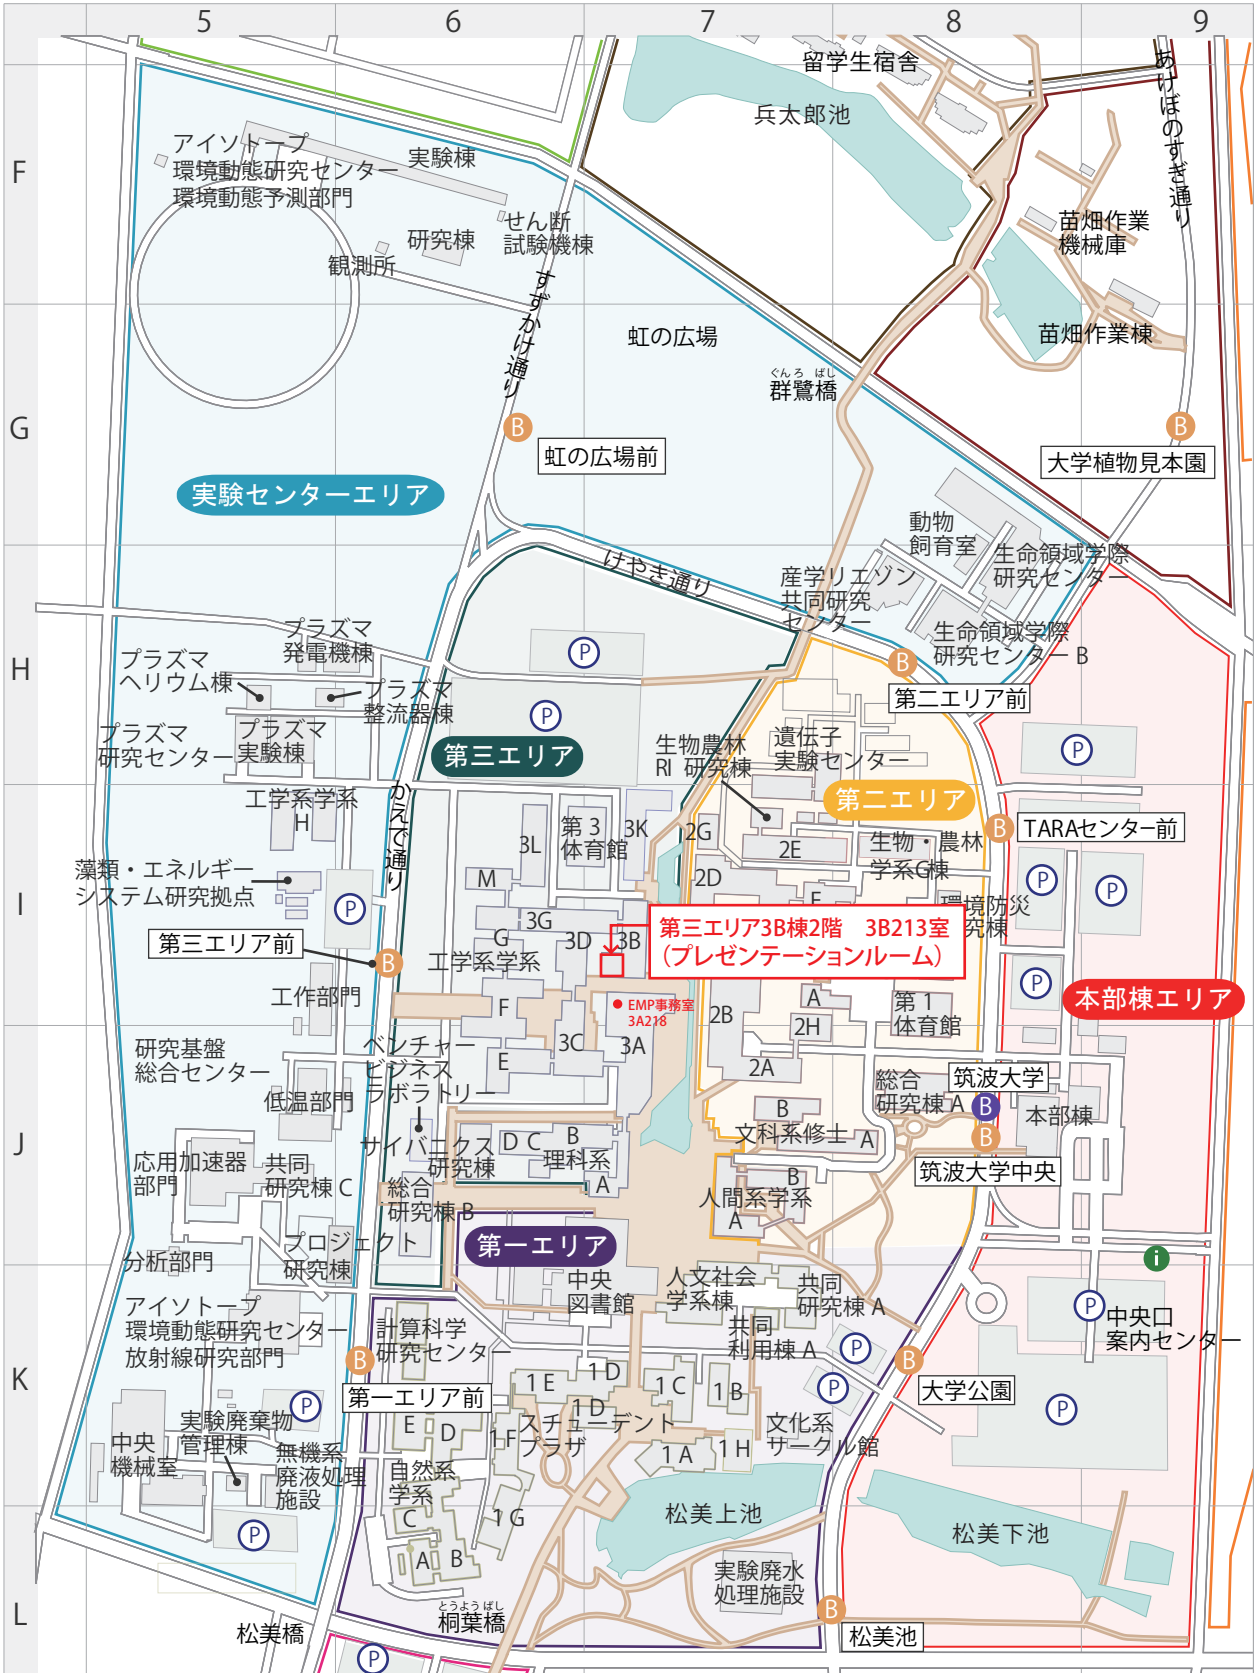 5
6
7
8
9
F
G
H
I
J
K
L
留学生宿舎
兵太郎池
あけぼのすぎ通り
アイソトープ
環境動態研究センター
環境動態予測部門
実験棟
研究棟
せん断
試験機棟
観測所
苗畑作業
機械庫
苗畑作業棟
すずかけ通り
虹の広場
ぐんろ ばし
群鷺橋
B
虹の広場前
B
大学植物見本園
実験センターエリア
動物
飼育室
生命領域学際
研究センター
けやき通り
産学リエゾン
共同研究
センター
生命領域学際
研究センター B
プラズマ
発電機棟
P
プラズマ
ヘリウム棟
プラズマ
整流器棟
B
第二エリア前
プラズマ
研究センター
プラズマ
実験棟
P
第三エリア
生物農林
RI 研究棟
遺伝子
実験センター
P
第二エリア
工学系学系
H
かえで通り
3L
第 3
体育館
3K
2G
2E
生物・農林
学系G棟
B
TARAセンター前
藻類・エネルギー
システム研究拠点
P
M
2D
F
P
P
環境防災
究棟
3G
G
工学系学系
3D
3B
第三エリア3B棟2階　3B213室
（プレゼンテーションルーム）
第三エリア前
B
P
本部棟エリア
工作部門
F
EMP事務室
3A218
2B
A
2H
第 1
体育館
研究基盤
総合センター
ベンチャー
ビジネス
ラボラトリー
E
3C
3A
2A
低温部門
総合
研究棟 A
筑波大学
B
本部棟
B
筑波大学中央
サイバニクス
研究棟
D
C
B
理科系
A
B
文科系修士
A
応用加速器
部門
共同
研究棟 C
総合
研究棟 B
B
人間系学系
A
プロジェクト
研究棟
第一エリア
分析部門
i
中央
図書館
人文社会
学系棟
共同
研究棟 A
アイソトープ
環境動態研究センター
放射線研究部門
計算科学
研究センター
共同
利用棟 A
P
P
中央口
案内センター
B
第一エリア前
B
大学公園
1 E
1 D
1 D
1 C
1 B
P
P
P
中央
機械室
実験廃棄物
管理棟
無機系
廃液処理
施設
E
D
1F
スチューデント
プラザ
1 A
1 H
文化系
サークル館
自然系
学系
C
1 G
松美上池
松美下池
P
A
B
実験廃水
処理施設
とうようばし
桐葉橋
B
松美池
松美橋
P